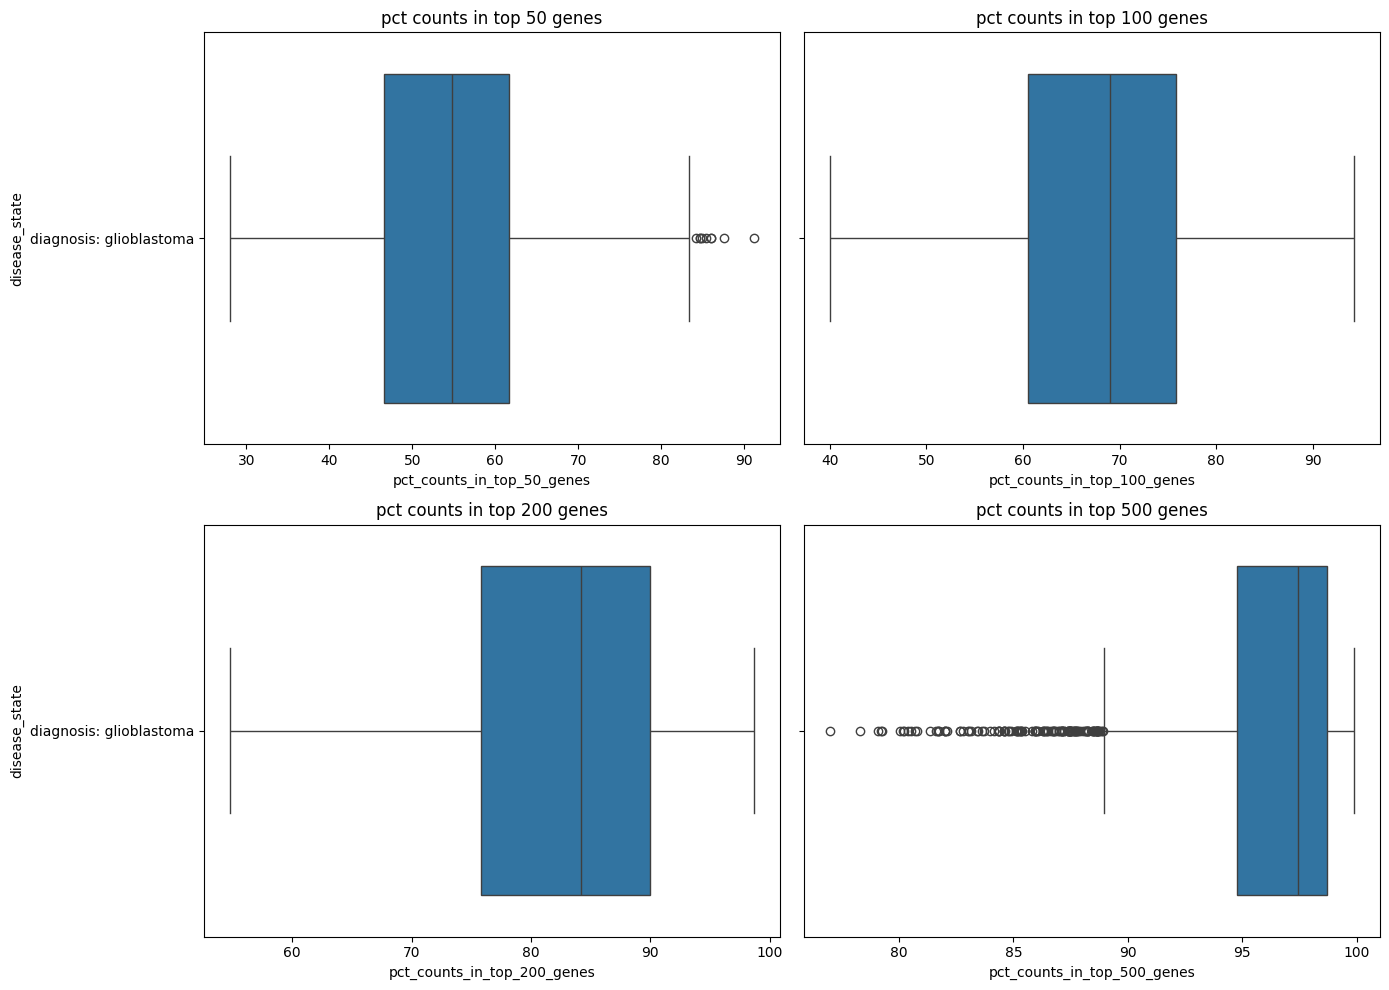 pct counts in top 50 genes
pct counts in top 100 genes
disease_state
diagnosis: glioblastoma
30 40 50 60 70 80 90
40 50 60 70 80 90
pct_counts_in_top_50_genes
pct_counts_in_top_100_genes
pct counts in top 200 genes
pct counts in top 500 genes
disease_state
diagnosis: glioblastoma
60 70 80 90 100
80 85 90 95 100
pct_counts_in_top_200_genes
pct_counts_in_top_500_genes